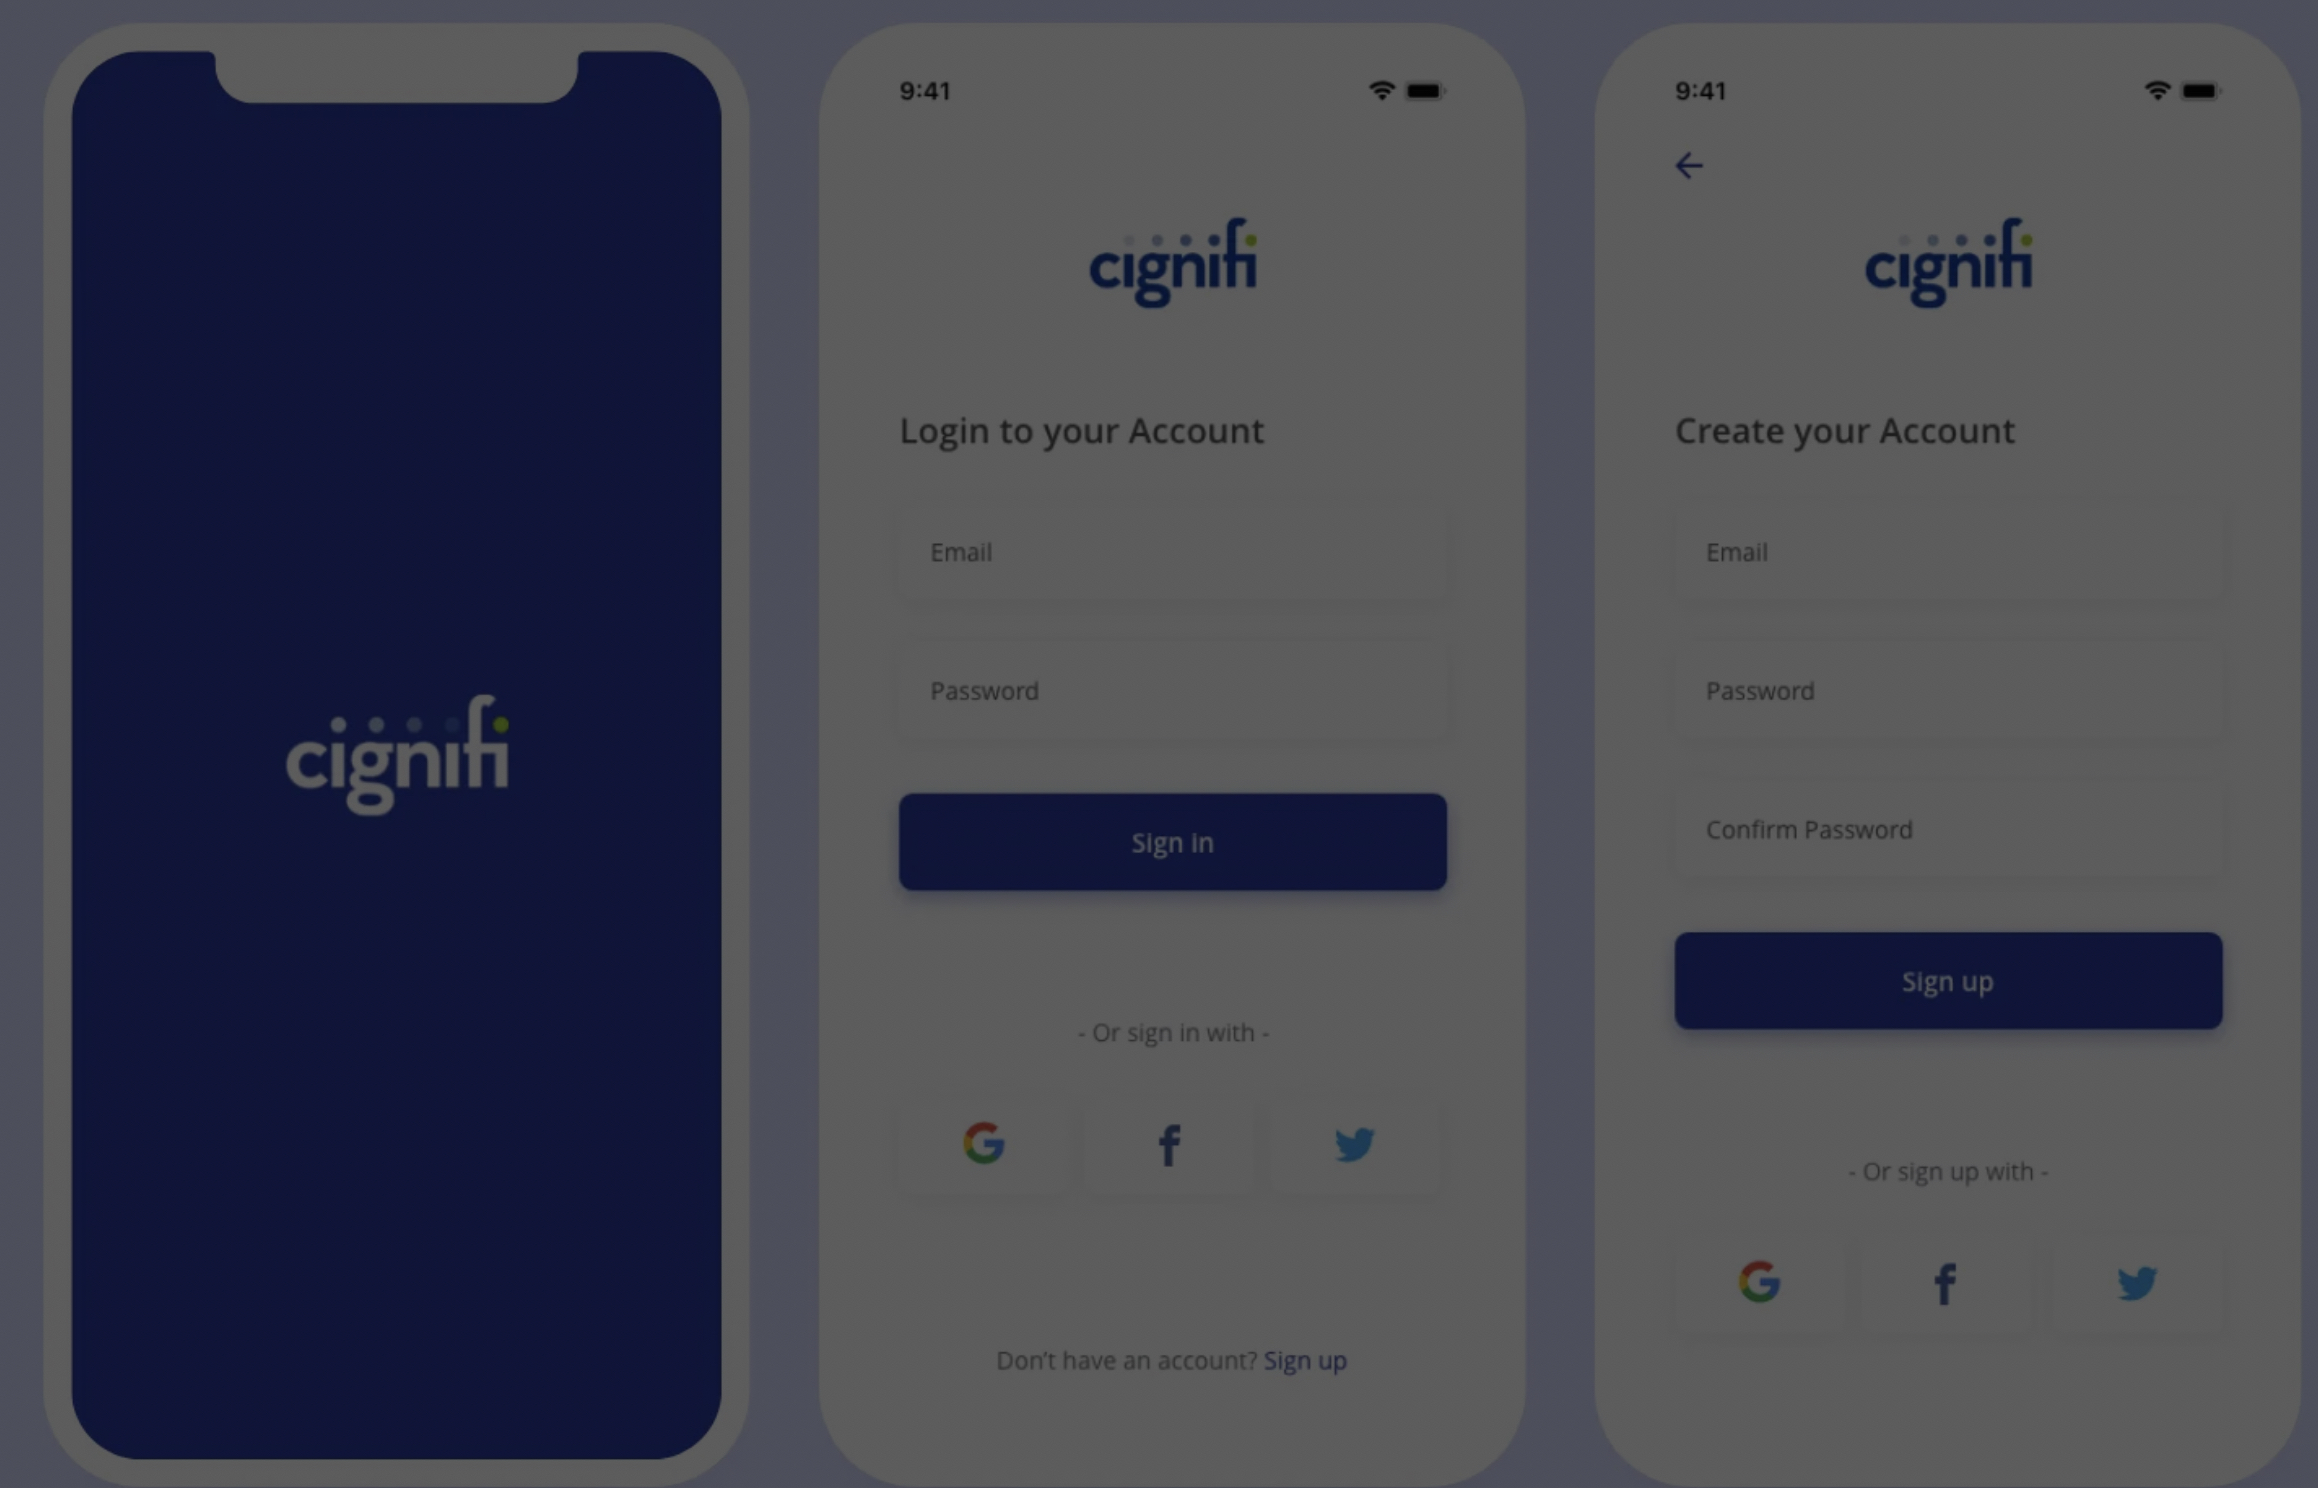 cignifi
9:41
cignifi
Login to your Account
Email
Password
Sign in
- Or sign in with -
Don't have an account? Sign up
9:41
cignifi
Create your Account
Email
Password
Confirm Password
Sign up
- Or sign up with -